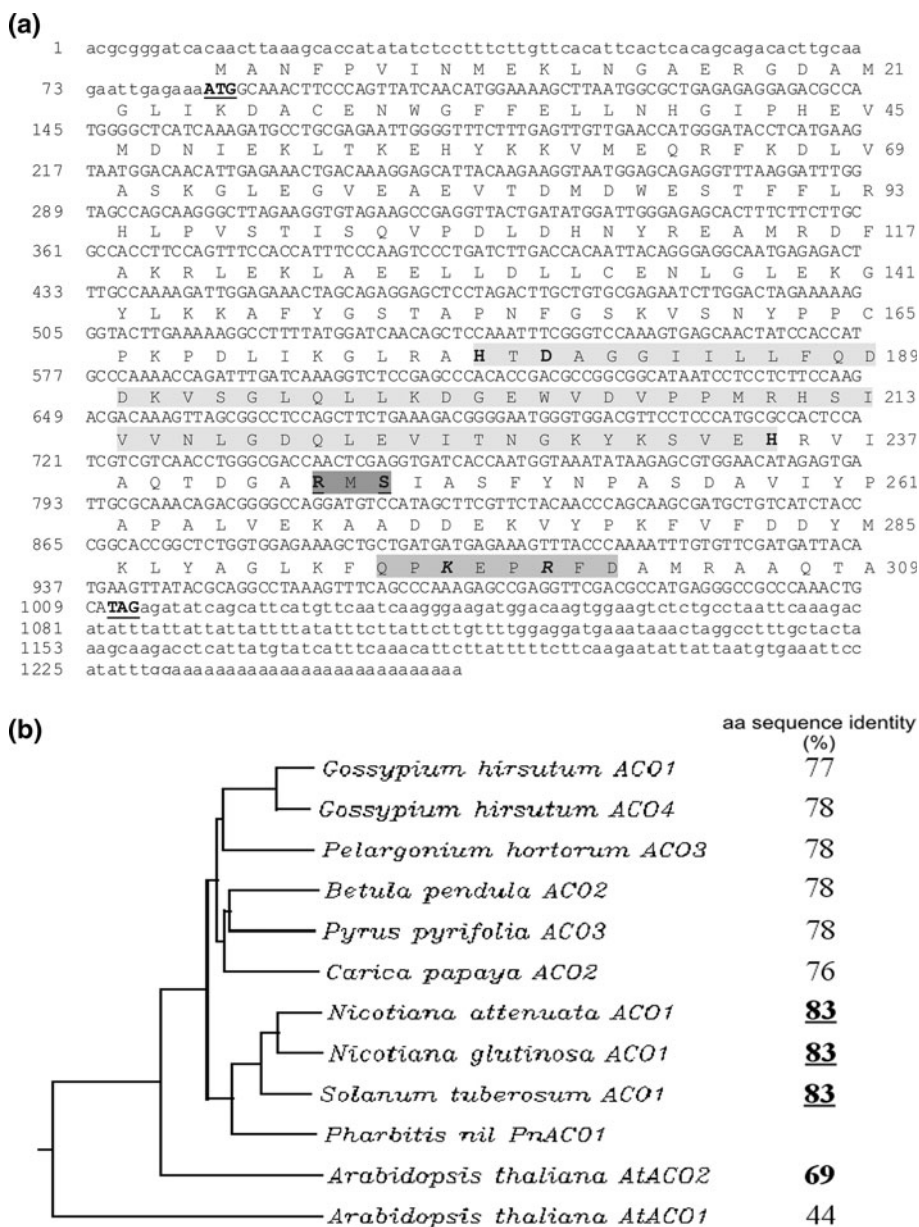 (a)
1 acgcgggatcacaacttaaagcaccatatatctcctttcttgttcacattcactcacagcagacacttgcaa
M A N F P V I N M E K L N G A E R G D A M 21
73 gaattgagaaaATGGCAAACTTCCCAGTTATCAACATGGAAAAGCTTAATGGCGCTGAGAGAGGAGACGCCA
G L I K D A C E N W G F F E L L N H G I P H E V 45
145 TGGGGCTCATCAAAGATGCCTGCGAGAATTGGGGTTTCTTTGAGTTGTTGAACCATGGGATACCTCATGAAG
M D N I E K L T K E H Y K K V M E Q R F K D L V 69
217 TAATGGACAACATTGAGAAACTGACAAAGGAGCATTACAAGAAGGTAATGGAGCAGAGGTTTAAGGATTTGG
A S K G L E G V E A E V T D M D W E S T F F L R 93
289 TAGCCAGCAAGGGCTTAGAAGGTGTAGAAGCCGAGGTTACTGATATGGATTGGGAGAGCACTTTCTTCTTGC
H L P V S T I S Q V P D L D H N Y R E A M R D F 117
361 GCCACCTTCCAGTTTCCACCATTTCCCAAGTCCCTGATCTTGACCACAATTACAGGGAGGCAATGAGAGACT
A K R L E K L A E E L L D L L C E N L G L E K G 141
433 TTGCCAAAAGATTGGAGAAACTAGCAGAGGAGCTCCTAGACTTGCTGTGCGAGAATCTTGGACTAGAAAAAG
Y L K K A F Y G S T A P N F G S K V S N Y P P C 165
505 GGTACTTGAAAAAGGCCTTTTATGGATCAACAGCTCCAAATTTCGGGTCCAAAGTGAGCAACTATCCACCAT
P K P D L I K G L R A H T D A G G I I L L F Q D 189
577 GCCCAAAACCAGATTTGATCAAAGGTCTCCGAGCCCACACCGACGCCGGCGGCATAATCCTCCTCTTCCAAG
D K V S G L Q L L K D G E W V D V P P M R H S I 213
649 ACGACAAAGTTAGCGGCCTCCAGCTTCTGAAAGACGGGGAATGGGTGGACGTTCCTCCCATGCGCCACTCCA
V V N L G D Q L E V I T N G K Y K S V E H R V I 237
721 TCGTCGTCAACCTGGGCGACCAACTCGAGGTGATCACCAATGGTAAATATAAGAGCGTGGAACATAGAGTGA
A Q T D G A R M S I A S F Y N P A S D A V I Y P 261
793 TTGCGCAAACAGACGGGGCCAGGATGTCCATAGCTTCGTTCTACAACCCAGCAAGCGATGCTGTCATCTACC
A P A L V E K A A D D E K V Y P K F V F D D Y M 285
865 CGGCACCGGCTCTGGTGGAGAAAGCTGCTGATGATGAGAAAGTTTACCCAAAATTTGTGTTCGATGATTACA
K L Y A G L K F Q P K E P R F D A M R A A Q T A 309
937 TGAAGTTATACGCAGGCCTAAAGTTTCAGCCCAAAGAGCCGAGGTTCGACGCCATGAGGGCCGCCCAAACTG
1009 CATAGagatatcagcattcatgttcaatcaagggaagatggacaagtggaagtctctgcctaattcaaagac
1081 atatttattattattttatatttcttattcttgttttggaggatgaaataaactaggcctttgctacta
1153 aagcaagacctcattatgtatcatttcaaacattcttatttttcttcaagaatattattaatgtgaaattcc
1225 atatttggaaaaaaaaaaaaaaaaaaaaaaaaaaaa
(b)
aa sequence identity
(%)
Gossypium hirsutum ACO1 77
Gossypium hirsutum ACO4 78
Pelargonium hortorum ACO3 78
Betula pendula ACO2 78
Pyrus pyrifolia ACO3 78
Carica papaya ACO2 76
Nicotiana attenuata ACO1 83
Nicotiana glutinosa ACO1 83
Solanum tuberosum ACO1 83
Pharbitis nil PnACO1
Arabidopsis thaliana AtACO2 69
Arabidopsis thaliana AtACO1 44